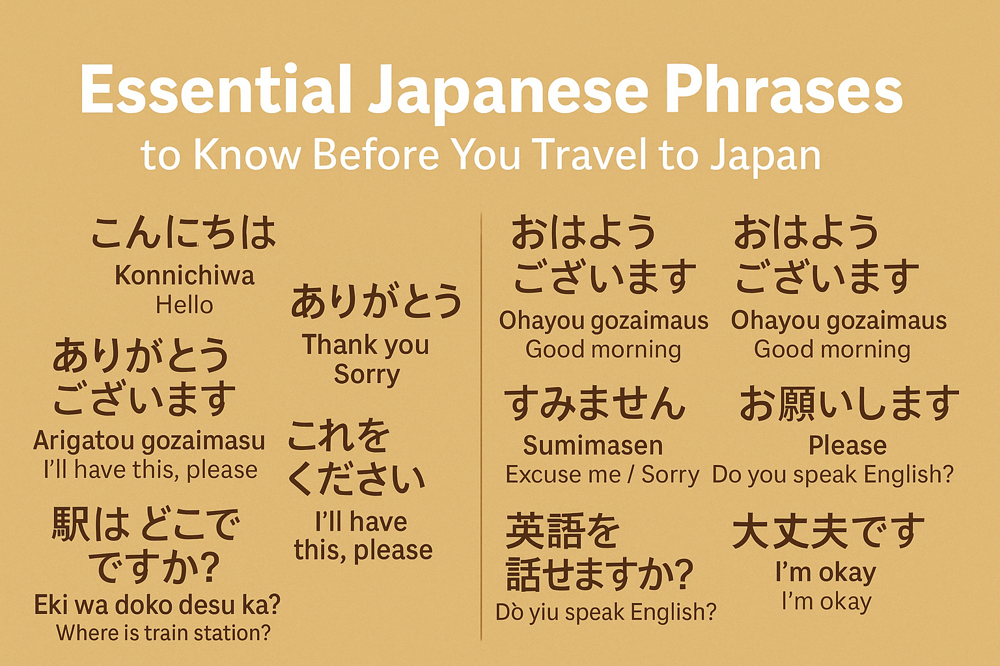 Essential Japanese Phrases
to Know Before You Travel to Japan
こんにちは
Konnichiwa
Hello
ありがとう
ございます
Arigatou gozaimasu
I'll have this, please
駅は どこで
ですか?
Eki wa doko desu ka?
Where is train station?
ありがとう
Thank you
Sorry
これを
ください
I'll have
this, please
おはよう
ございます
Ohayou gozaimaus
Good morning
おはよう
ございます
Ohayou gozaimaus
Good morning
すみません
Sumimasen
Excuse me / Sorry
お願いします
Please
Do you speak English?
英語を
話せますか?
Dò yiu speak English?
大丈夫です
I'm okay
I'm okay